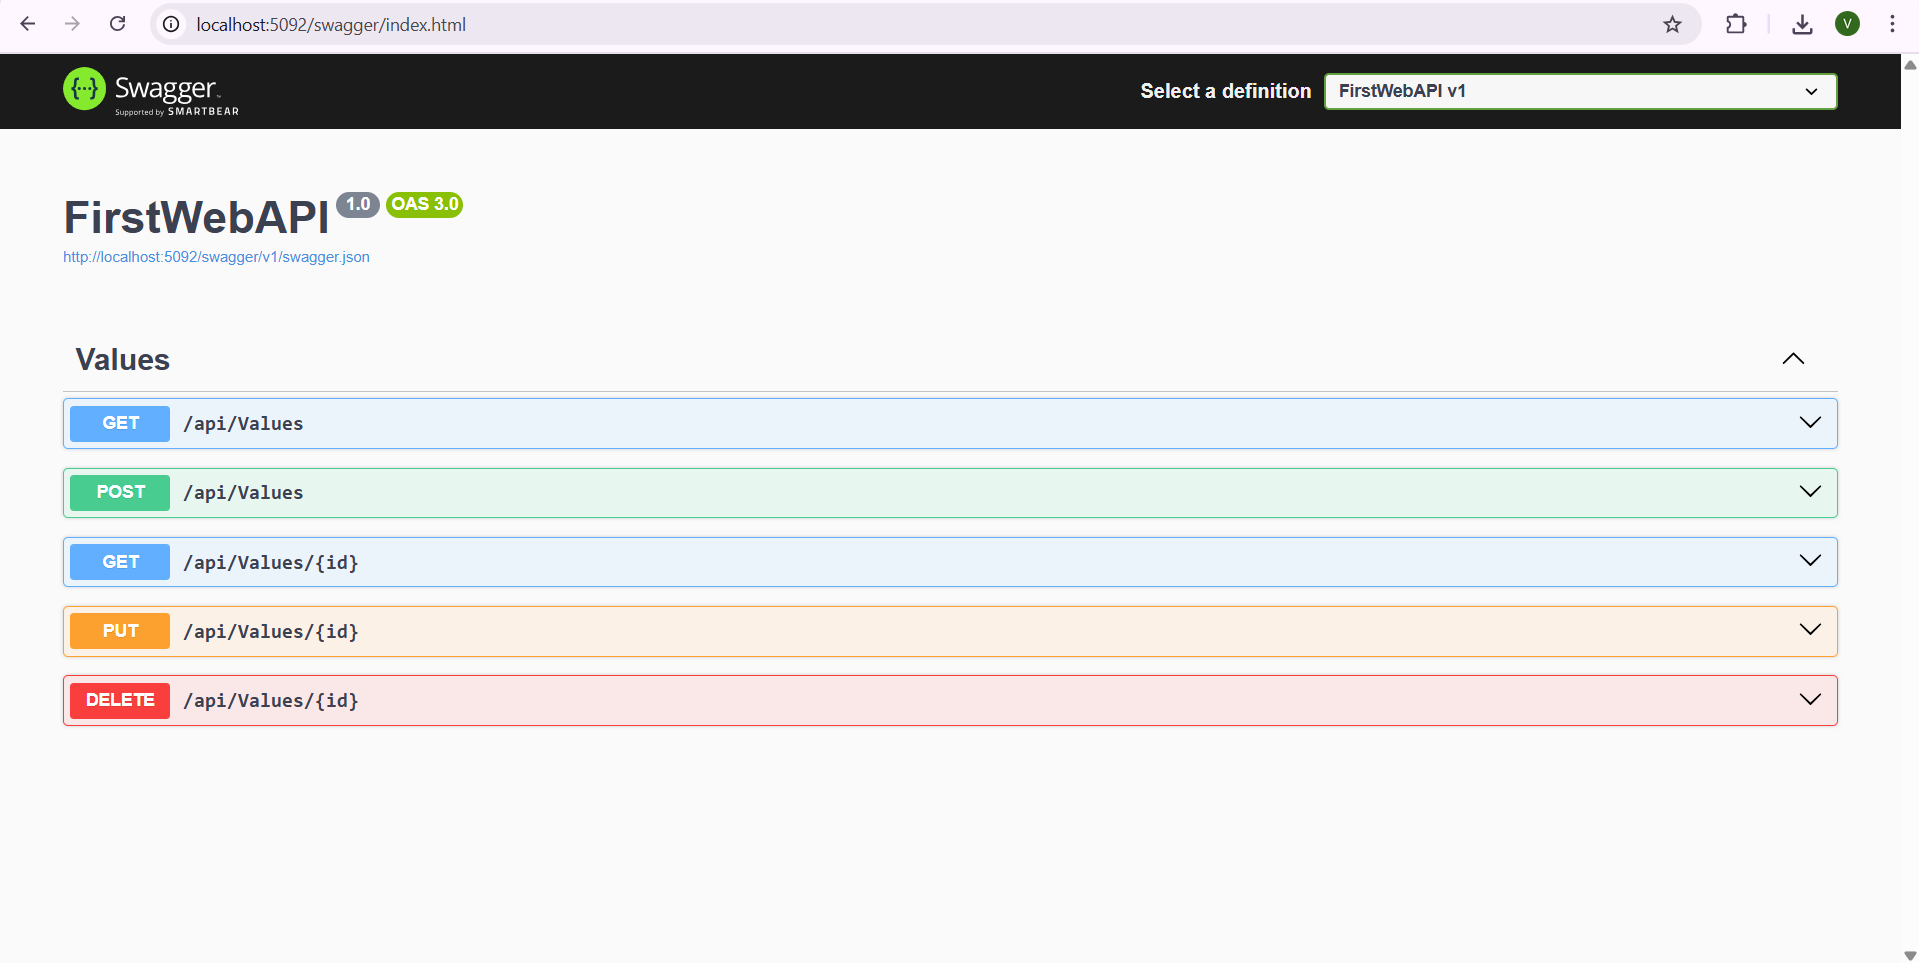 localhost:5092/swagger/index.html
V
{···} Swagger™
Supported by SMARTBEAR
Select a definition
FirstWebAPI v1
FirstWebAPI 1.0 OAS 3.0
http://localhost:5092/swagger/v1/swagger.json
Values
GET /api/Values
POST /api/Values
GET /api/Values/{id}
PUT /api/Values/{id}
DELETE /api/Values/{id}